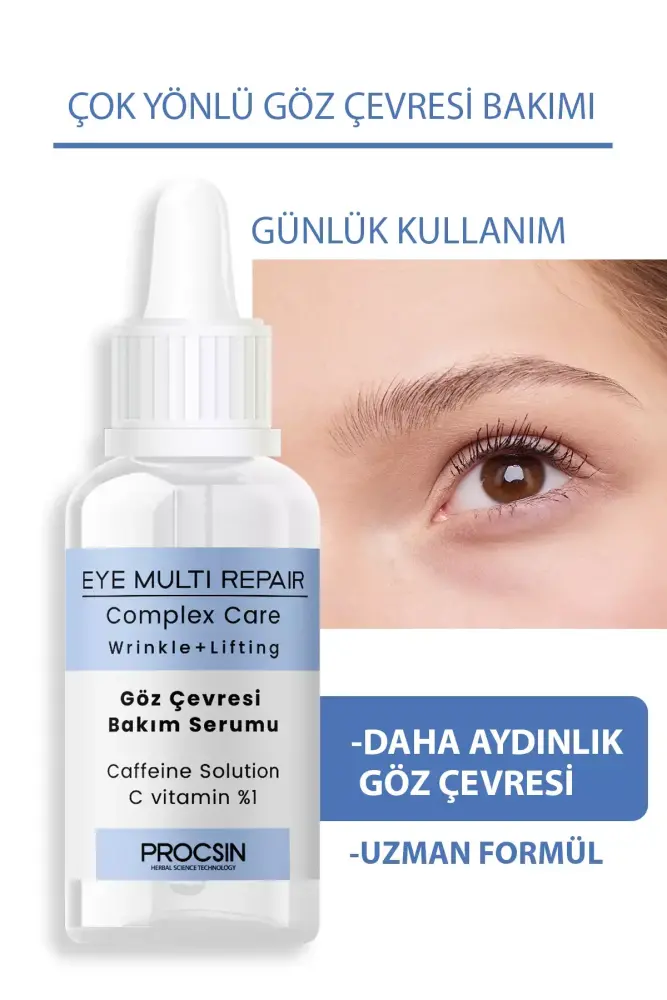 ÇOK YÖNLÜ GÖZ ÇEVRESİ BAKIMI
GÜNLÜK KULLANIM
EYE MULTI REPAIR
Complex Care
Wrinkle+Lifting
Göz Çevresi
Bakım Serumu
Caffeine Solution
C vitamin %1
PROCSIN
HERBAL SCIENCE TECHNOLOGY
-DAHA AYDINLIK
GÖZ ÇEVRESİ
-UZMAN FORMÜL